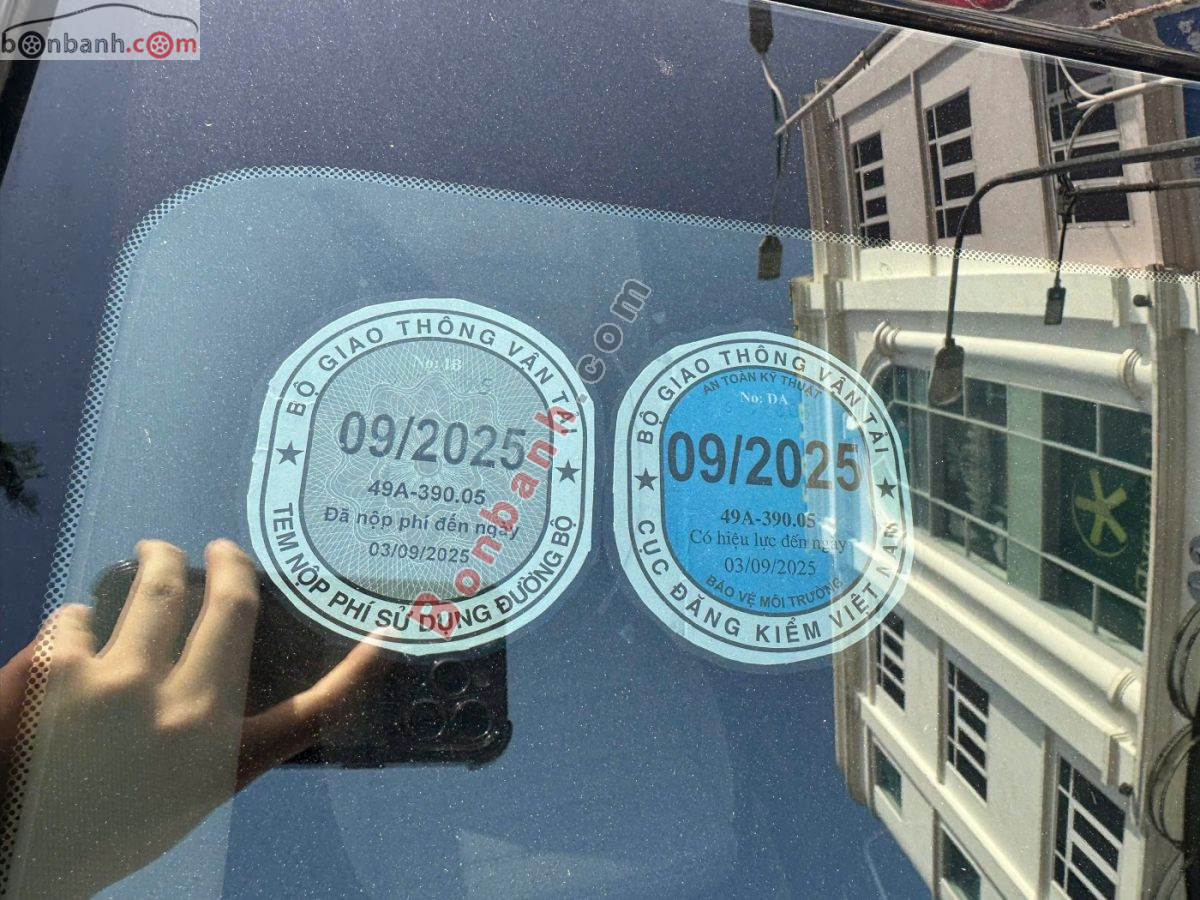 bonbanh.com
BỘ GIAO THÔNG VẬN TẢI
No: 1B
09/2025
49A-390.05
Đã nộp phí đến ngày
03/09/2025
TEM NỘP PHÍ SỬ DỤNG ĐƯỜNG BỘ
BỘ GIAO THÔNG VẬN TẢI
AN TOÀN KỸ THUẬT
No: DA
09/2025
49A-390.05
Có hiệu lực đến ngày
03/09/2025
BẢO VỆ MÔI TRƯỜNG
CỤC ĐĂNG KIỂM VIỆT NAM
Bonbanh.com